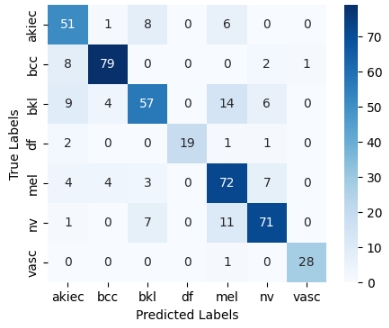 akiec 51 1 8 0 6 0 0
bcc 8 79 0 0 0 2 1
bkl 9 4 57 0 14 6 0
df 2 0 0 19 1 1 0
mel 4 4 3 0 72 7 0
nv 1 0 7 0 11 71 0
vasc 0 0 0 0 1 0 28
akiec bcc bkl df mel nv vasc
Predicted Labels
True Labels
70
60
50
40
30
20
10
0